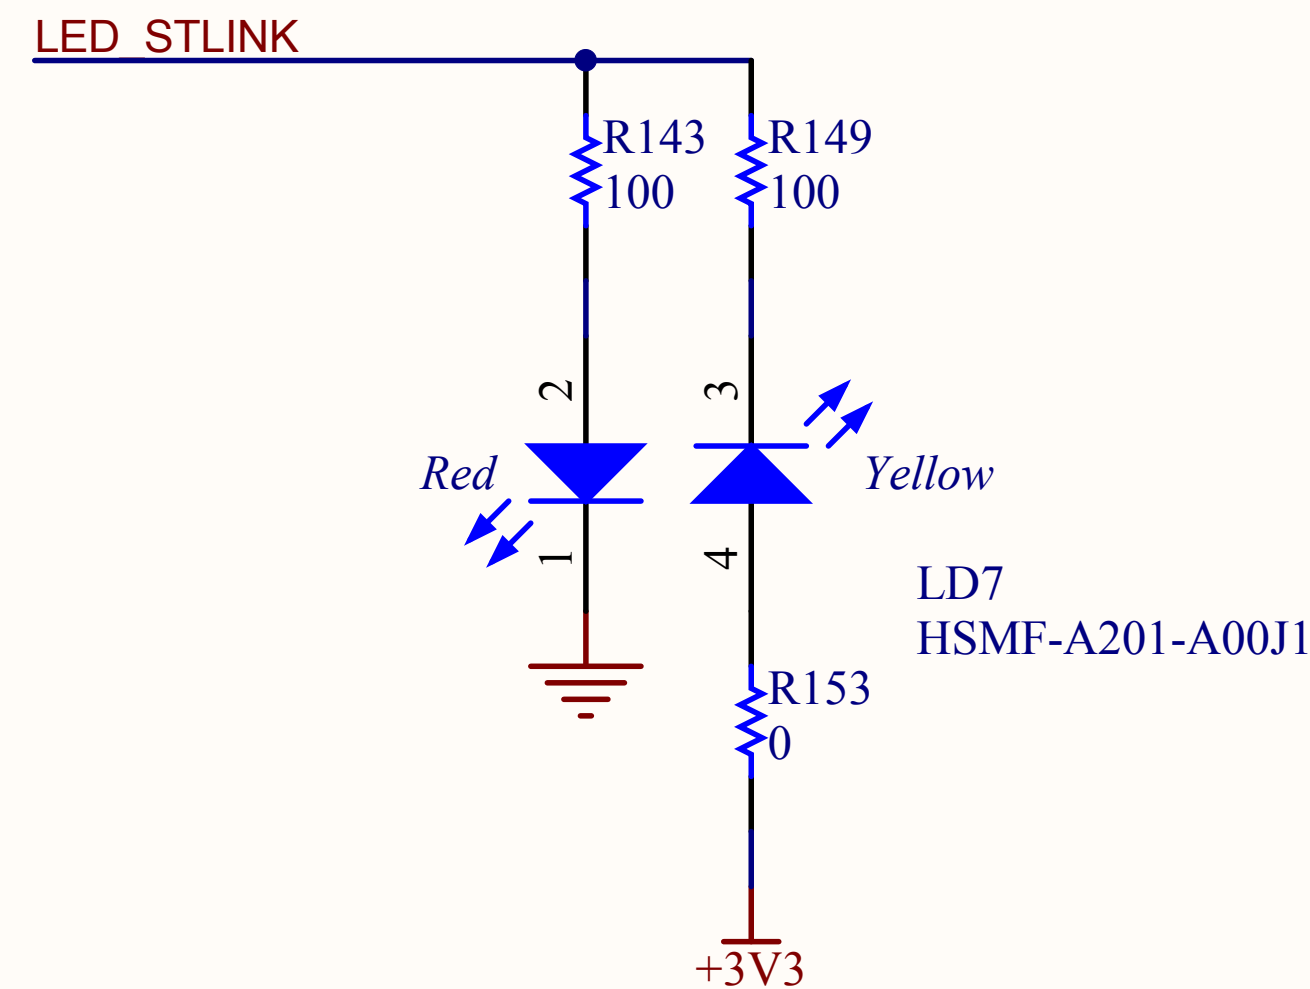 LED_STLINK
R143
100
R149
100
2
3
Red
Yellow
1
4
LD7
HSMF-A201-A00J1
R153
0
+3V3